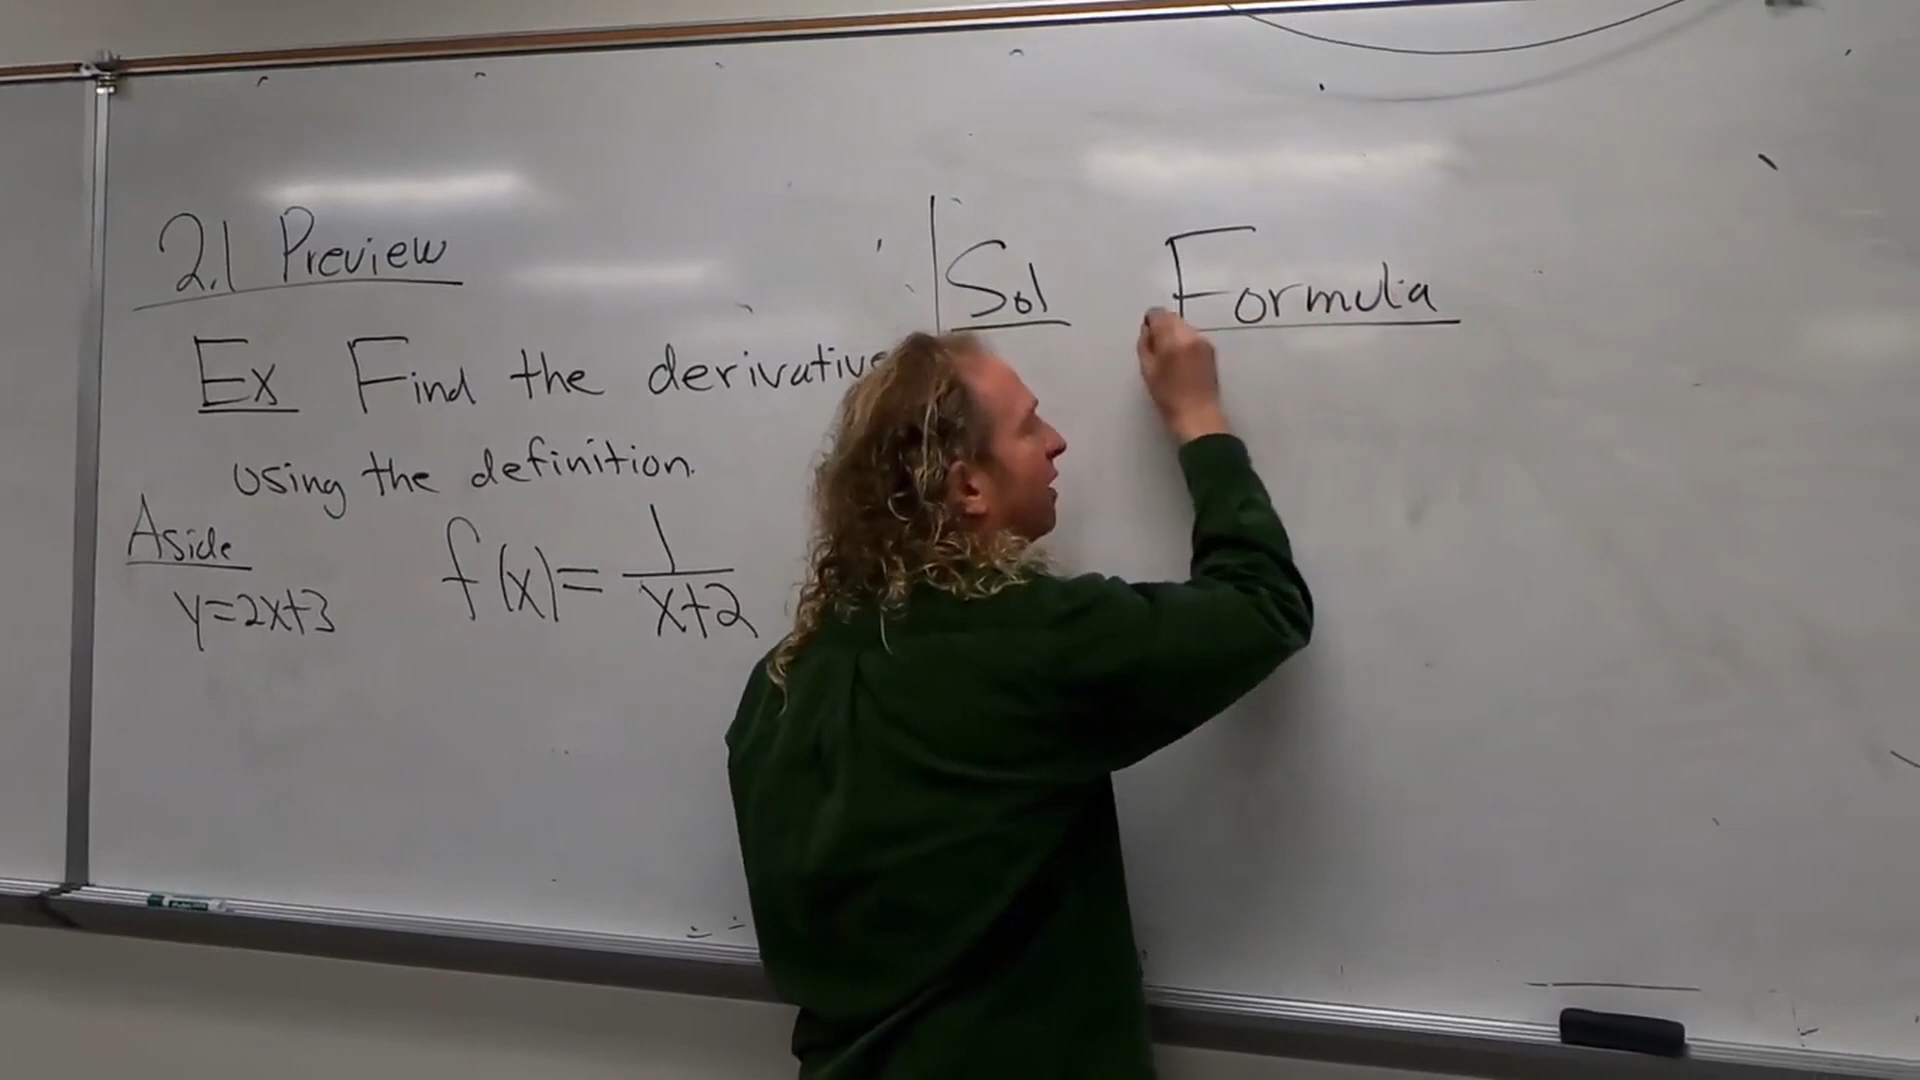 2.1 Preview
Ex Find the derivative
using the definition.
Aside
y=2x+3
f(x)= 1/(x+2)
Sol Formula